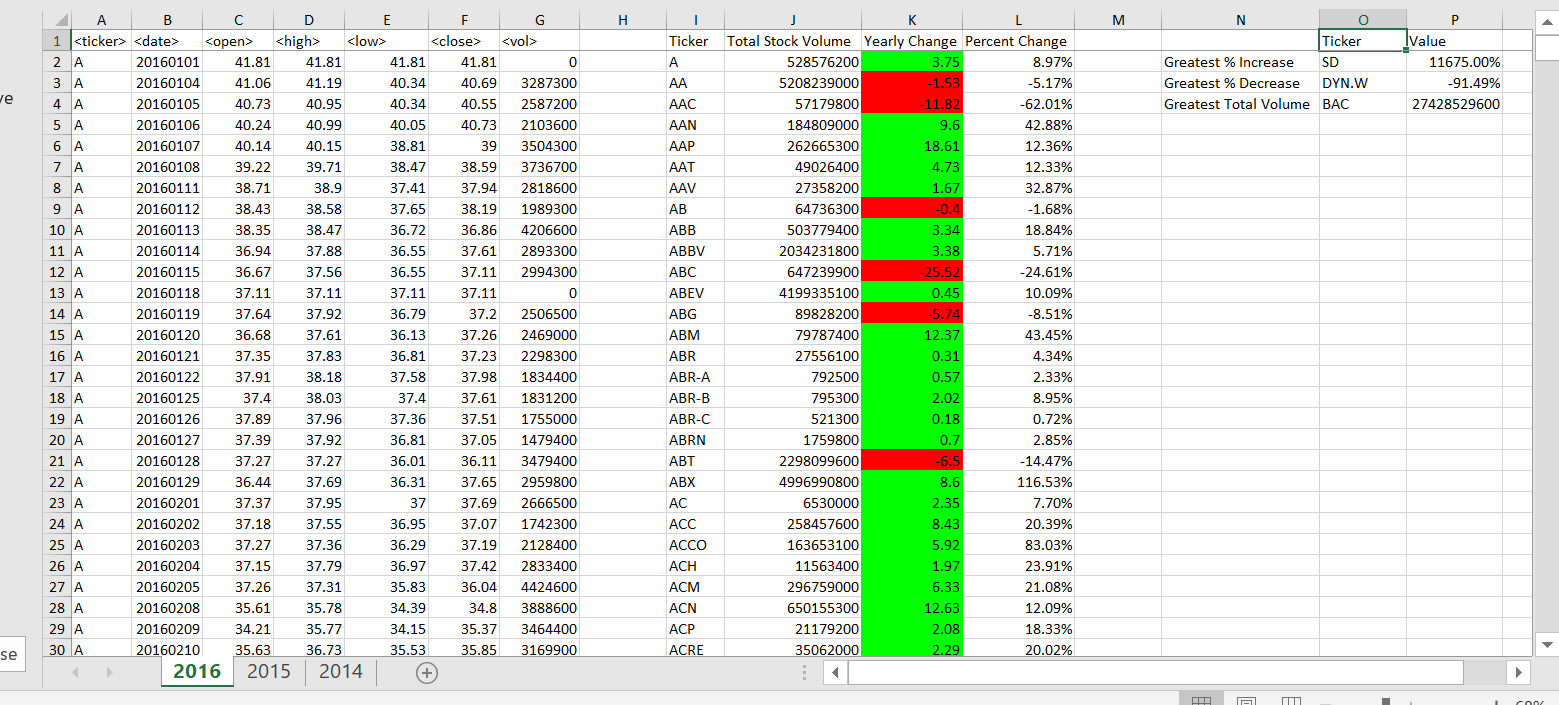 A B C D E F G H I J K L M N O P
1 <ticker> <date> <open> <high> <low> <close> <vol> Ticker Total Stock Volume Yearly Change Percent Change Ticker Value
2 A 20160101 41.81 41.81 41.81 41.81 0 A 528576200 3.75 8.97% Greatest % Increase SD 11675.00%
3 A 20160104 41.06 41.19 40.34 40.69 3287300 AA 5208239000 -1.53 -5.17% Greatest % Decrease DYN.W -91.49%
ve
4 A 20160105 40.73 40.95 40.34 40.55 2587200 AAC 57179800 -11.82 -62.01% Greatest Total Volume BAC 27428529600
5 A 20160106 40.24 40.99 40.05 40.73 2103600 AAN 184809000 9.6 42.88%
6 A 20160107 40.14 40.15 38.81 39 3504300 AAP 262665300 18.61 12.36%
7 A 20160108 39.22 39.71 38.47 38.59 3736700 AAT 49026400 4.73 12.33%
8 A 20160111 38.71 38.9 37.41 37.94 2818600 AAV 27358200 1.67 32.87%
9 A 20160112 38.43 38.58 37.65 38.19 1989300 AB 64736300 -0.4 -1.68%
10 A 20160113 38.35 38.47 36.72 36.86 4206600 ABB 503779400 3.34 18.84%
11 A 20160114 36.94 37.88 36.55 37.61 2893300 ABBV 2034231800 3.38 5.71%
12 A 20160115 36.67 37.56 36.55 37.11 2994300 ABC 647239900 -25.52 -24.61%
13 A 20160118 37.11 37.11 37.11 37.11 0 ABEV 4199335100 0.45 10.09%
14 A 20160119 37.64 37.92 36.79 37.2 2506500 ABG 89828200 -5.74 -8.51%
15 A 20160120 36.68 37.61 36.13 37.26 2469000 ABM 79787400 12.37 43.45%
16 A 20160121 37.35 37.83 36.81 37.23 2298300 ABR 27556100 0.31 4.34%
17 A 20160122 37.91 38.18 37.58 37.98 1834400 ABR-A 792500 0.57 2.33%
18 A 20160125 37.4 38.03 37.4 37.61 1831200 ABR-B 795300 2.02 8.95%
19 A 20160126 37.89 37.96 37.36 37.51 1755000 ABR-C 521300 0.18 0.72%
20 A 20160127 37.39 37.92 36.81 37.05 1479400 ABRN 1759800 0.7 2.85%
21 A 20160128 37.27 37.27 36.01 36.11 3479400 ABT 2298099600 -6.5 -14.47%
22 A 20160129 36.44 37.69 36.31 37.65 2959800 ABX 4996990800 8.6 116.53%
23 A 20160201 37.37 37.95 37 37.69 2666500 AC 6530000 2.35 7.70%
24 A 20160202 37.18 37.55 36.95 37.07 1742300 ACC 258457600 8.43 20.39%
25 A 20160203 37.27 37.36 36.29 37.19 2128400 ACCO 163653100 5.92 83.03%
26 A 20160204 37.15 37.79 36.97 37.42 2833400 ACH 11563400 1.97 23.91%
27 A 20160205 37.26 37.31 35.83 36.04 4424600 ACM 296759000 6.33 21.08%
28 A 20160208 35.61 35.78 34.39 34.8 3888600 ACN 650155300 12.63 12.09%
29 A 20160209 34.21 35.77 34.15 35.37 3464400 ACP 21179200 2.08 18.33%
30 A 20160210 35.63 36.73 35.53 35.85 3169900 ACRE 35062000 2.29 20.02%
se
2016 2015 2014